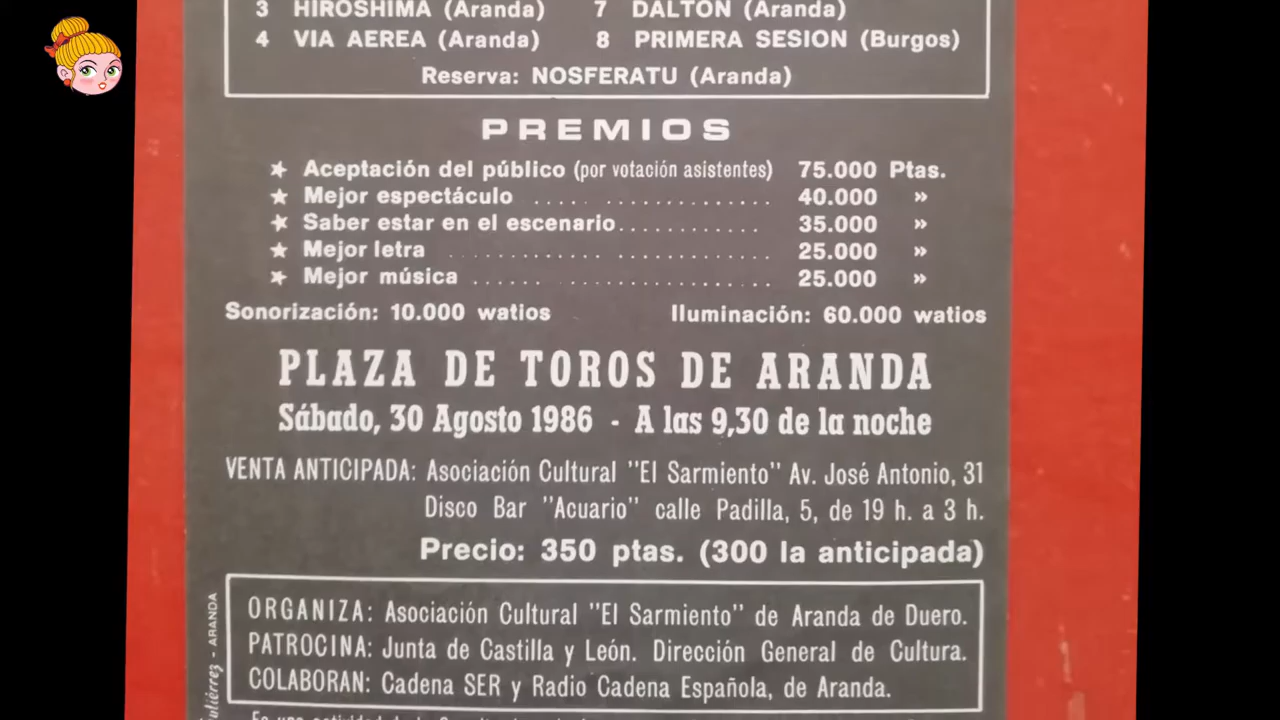 3 HIROSHIMA (Aranda) 7 DALTON (Aranda)
4 VIA AEREA (Aranda) 8 PRIMERA SESION (Burgos)
Reserva: NOSFERATU (Aranda)
PREMIOS
★ Aceptación del público (por votación asistentes) 75.000 Ptas.
★ Mejor espectáculo .................... 40.000 »
★ Saber estar en el escenario............ 35.000 »
★ Mejor letra .......................... 25.000 »
★ Mejor música ........................ 25.000 »
Sonorización: 10.000 watios Iluminación: 60.000 watios
PLAZA DE TOROS DE ARANDA
Sábado, 30 Agosto 1986 - A las 9,30 de la noche
VENTA ANTICIPADA: Asociación Cultural "El Sarmiento" Av. José Antonio, 31
Disco Bar "Acuario" calle Padilla, 5, de 19 h. a 3 h.
Precio: 350 ptas. (300 la anticipada)
ORGANIZA: Asociación Cultural "El Sarmiento" de Aranda de Duero.
PATROCINA: Junta de Castilla y León. Dirección General de Cultura.
COLABORAN: Cadena SER y Radio Cadena Española, de Aranda.
Gutiérrez - ARANDA
Es una actividad de la